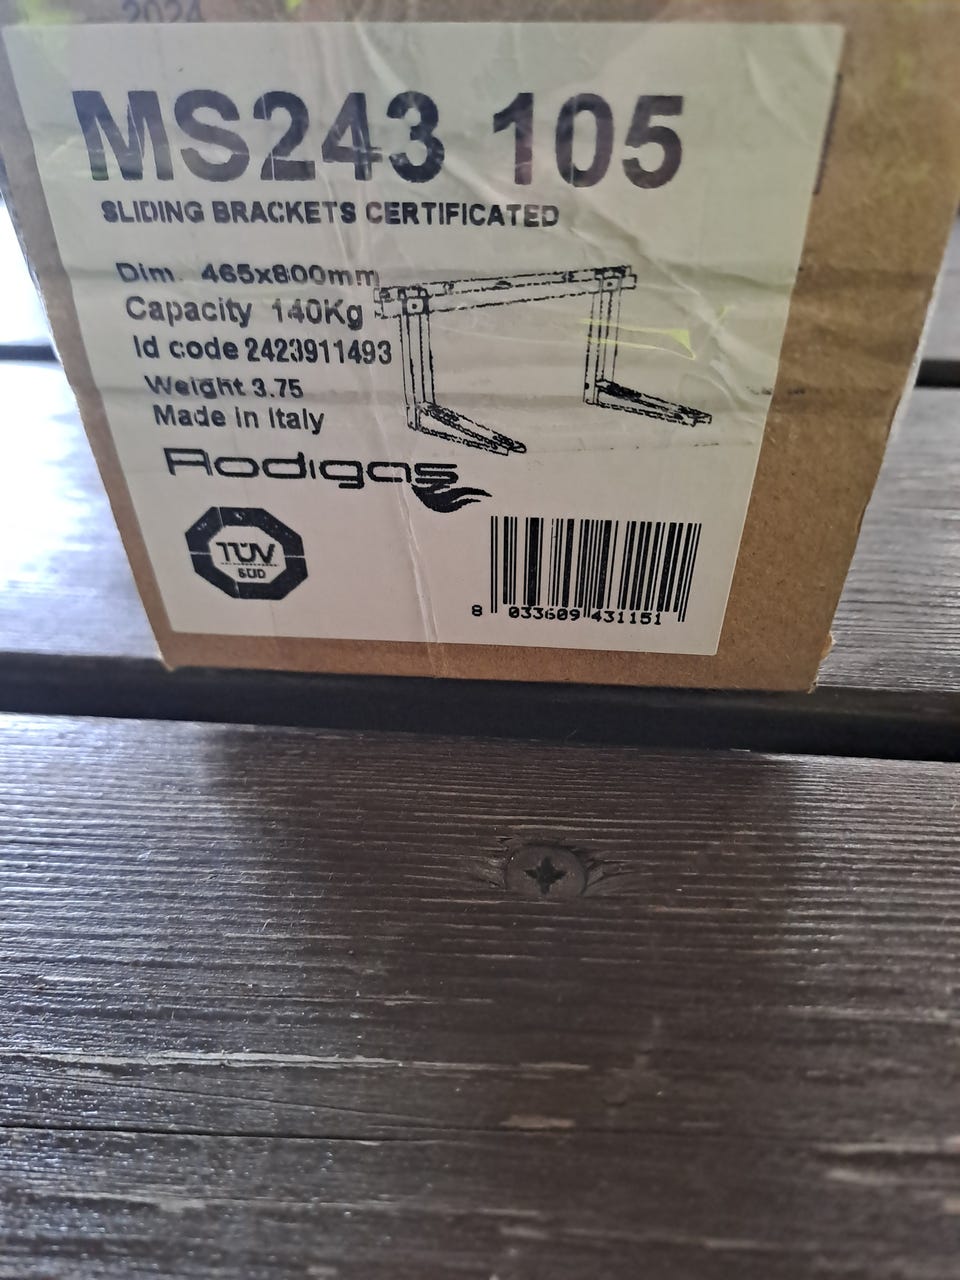 2024
MS243 105
SLIDING BRACKETS CERTIFICATED
Dim. 465x800mm
Capacity 140Kg
Id code 2423911493
Weight 3.75
Made in Italy
Rodigas
TÜV
SÜD
8 033609 431151